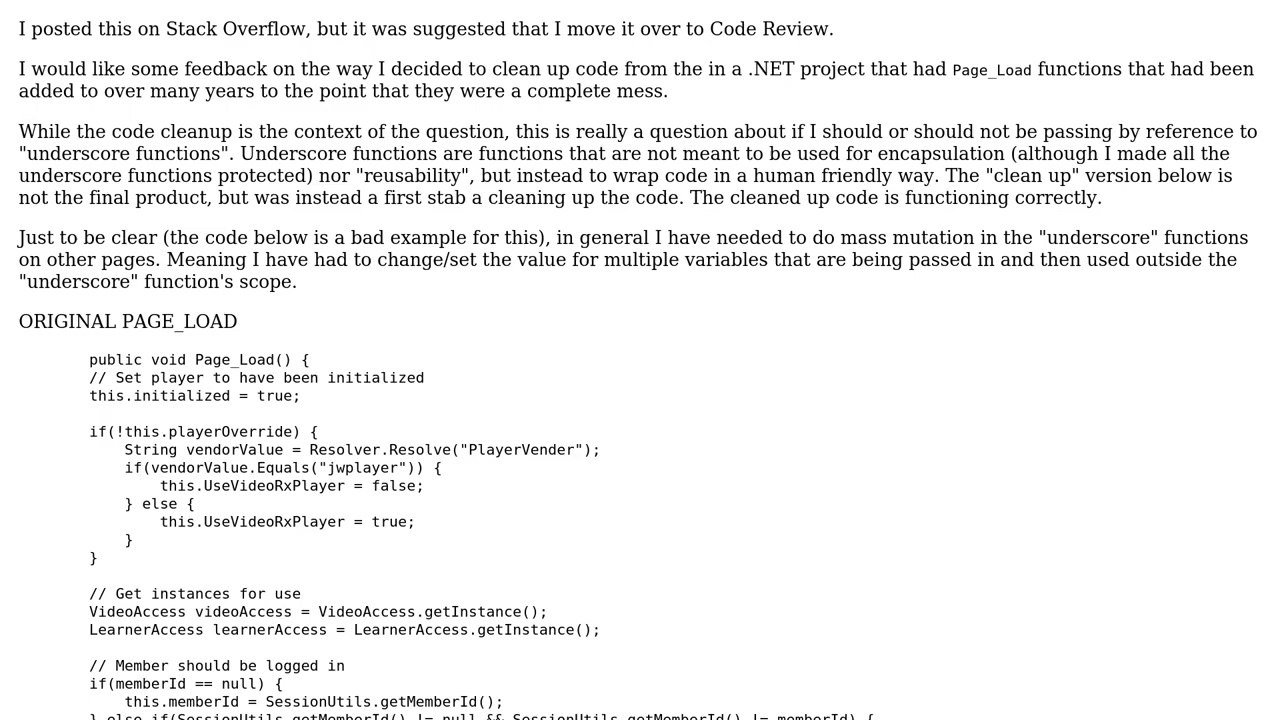 I posted this on Stack Overflow, but it was suggested that I move it over to Code Review.
I would like some feedback on the way I decided to clean up code from the in a .NET project that had Page_Load functions that had been
added to over many years to the point that they were a complete mess.
While the code cleanup is the context of the question, this is really a question about if I should or should not be passing by reference to
"underscore functions". Underscore functions are functions that are not meant to be used for encapsulation (although I made all the
underscore functions protected) nor "reusability", but instead to wrap code in a human friendly way. The "clean up" version below is
not the final product, but was instead a first stab a cleaning up the code. The cleaned up code is functioning correctly.
Just to be clear (the code below is a bad example for this), in general I have needed to do mass mutation in the "underscore" functions
on other pages. Meaning I have had to change/set the value for multiple variables that are being passed in and then used outside the
"underscore" function's scope.
ORIGINAL PAGE_LOAD
public void Page_Load() {
// Set player to have been initialized
this.initialized = true;
if(!this.playerOverride) {
String vendorValue = Resolver.Resolve("PlayerVender");
if(vendorValue.Equals("jwplayer")) {
this.UseVideoRxPlayer = false;
} else {
this.UseVideoRxPlayer = true;
}
}
// Get instances for use
VideoAccess videoAccess = VideoAccess.getInstance();
LearnerAccess learnerAccess = LearnerAccess.getInstance();
// Member should be logged in
if(memberId == null) {
this.memberId = SessionUtils.getMemberId();
} else if(SessionUtils.getMemberId() != null && SessionUtils.getMemberId() != memberId) {